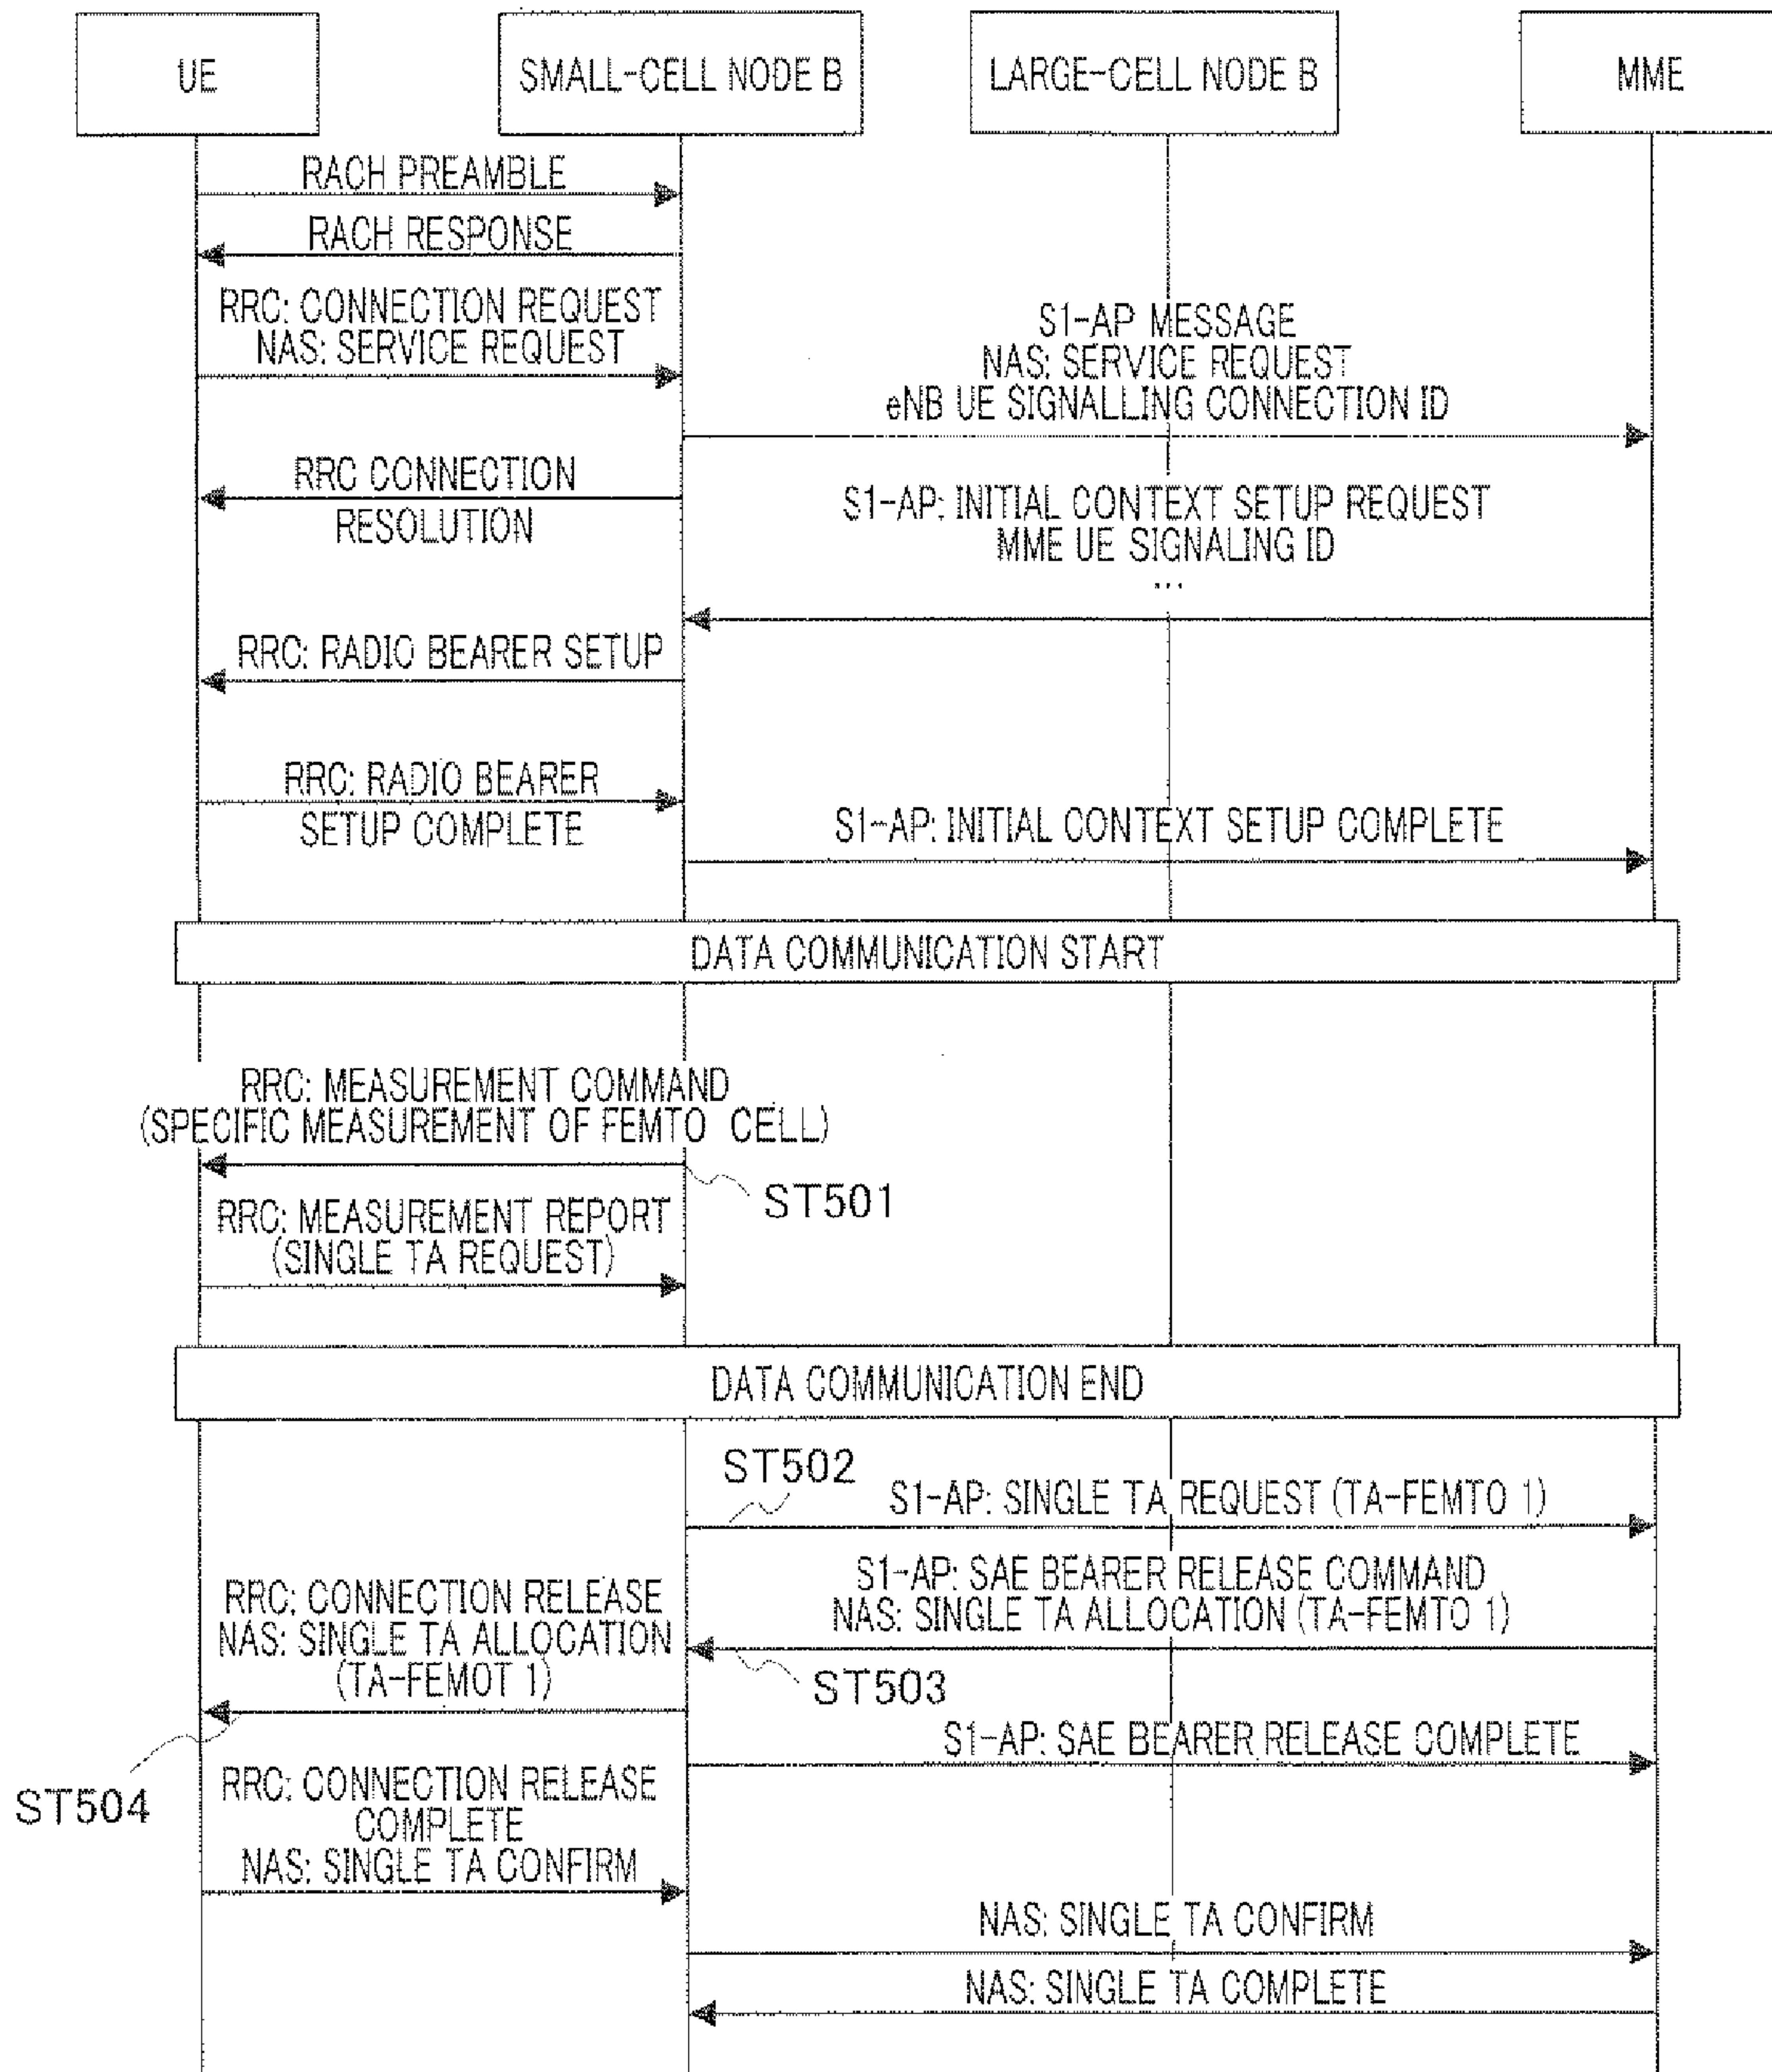 UE
SMALL-CELL NODE B
LARGE-CELL NODE B
MME
RACH PREAMBLE
RACH RESPONSE
RRC: CONNECTION REQUEST
NAS: SERVICE REQUEST
S1-AP MESSAGE
NAS: SERVICE REQUEST
eNB UE SIGNALLING CONNECTION ID
RRC CONNECTION
RESOLUTION
S1-AP: INITIAL CONTEXT SETUP REQUEST
MME UE SIGNALING ID
...
RRC: RADIO BEARER SETUP
RRC: RADIO BEARER
SETUP COMPLETE
S1-AP: INITIAL CONTEXT SETUP COMPLETE
DATA COMMUNICATION START
RRC: MEASUREMENT COMMAND
(SPECIFIC MEASUREMENT OF FEMTO CELL)
ST501
RRC: MEASUREMENT REPORT
(SINGLE TA REQUEST)
DATA COMMUNICATION END
ST502
S1-AP: SINGLE TA REQUEST (TA-FEMTO 1)
S1-AP: SAE BEARER RELEASE COMMAND
NAS: SINGLE TA ALLOCATION (TA-FEMTO 1)
ST503
RRC: CONNECTION RELEASE
NAS: SINGLE TA ALLOCATION
(TA-FEMOT 1)
ST504
S1-AP: SAE BEARER RELEASE COMPLETE
RRC: CONNECTION RELEASE
COMPLETE
NAS: SINGLE TA CONFIRM
NAS: SINGLE TA CONFIRM
NAS: SINGLE TA COMPLETE